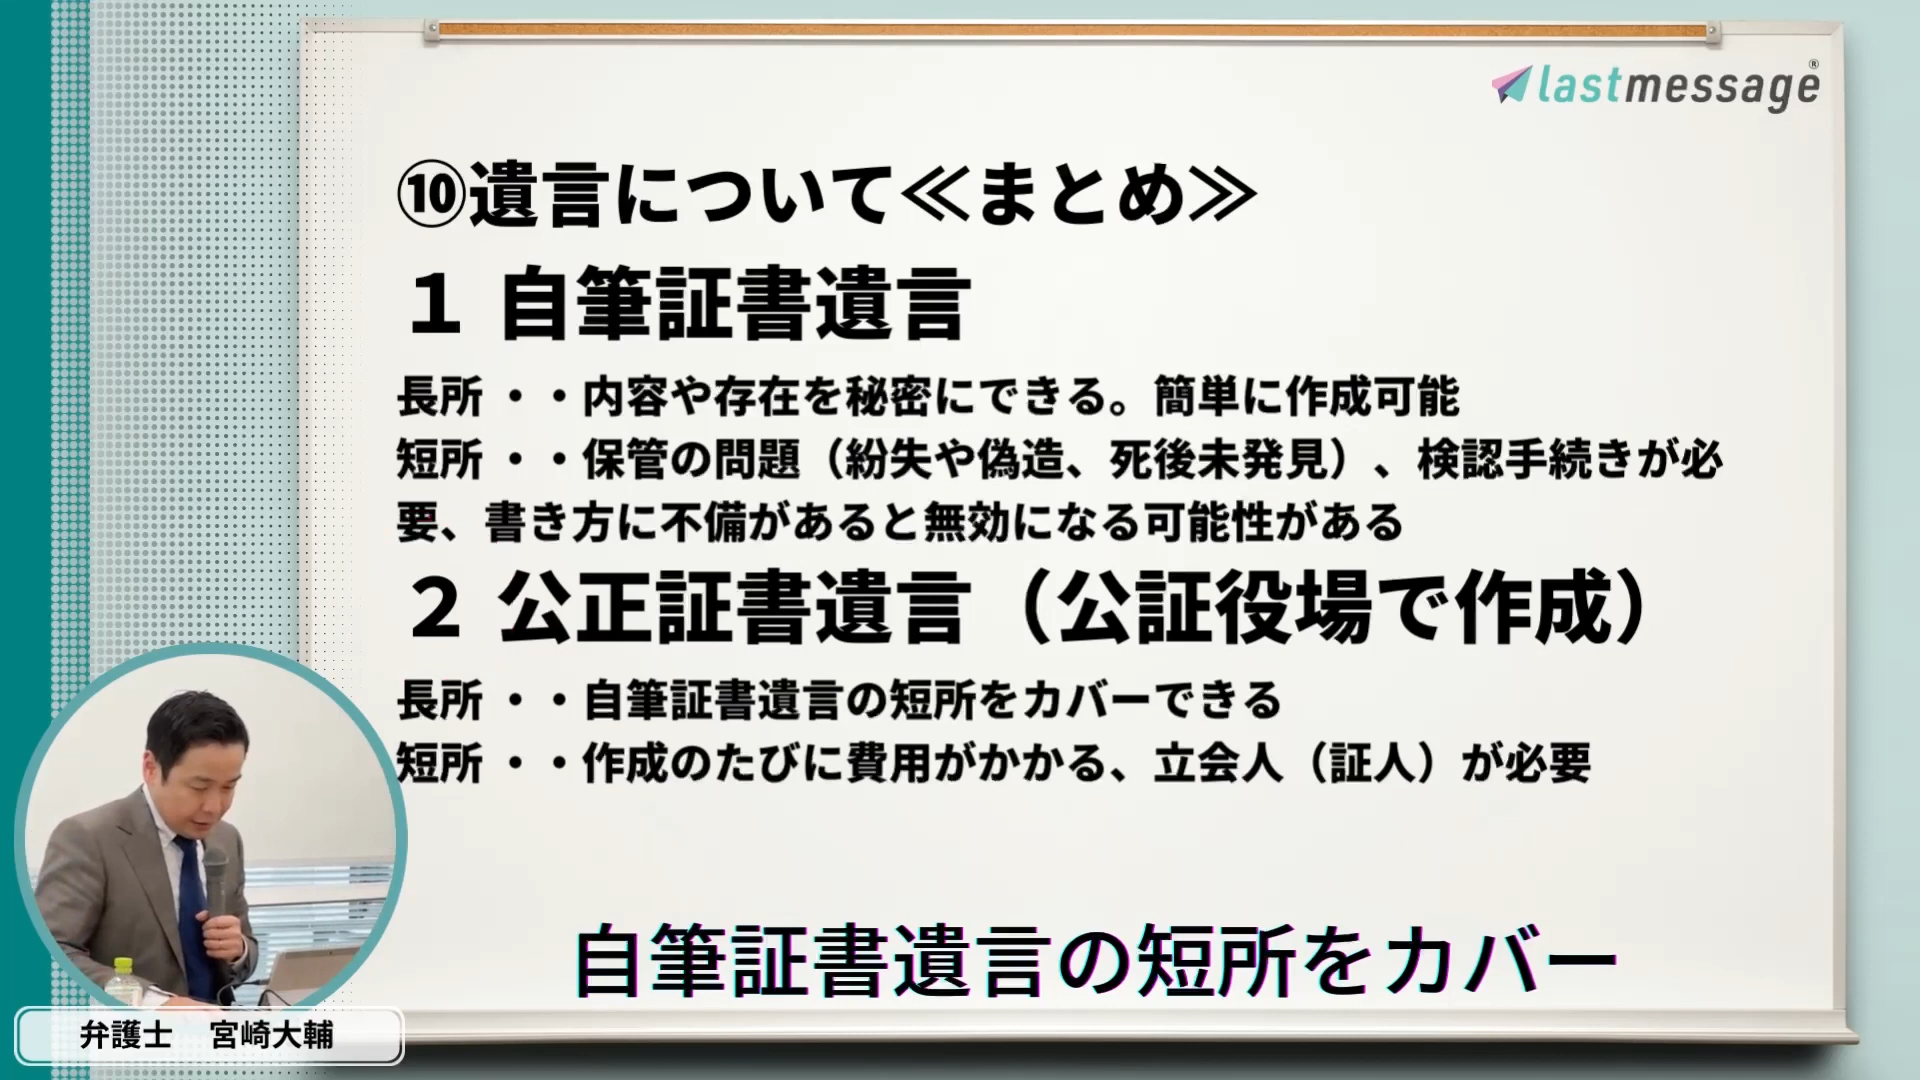 lastmessage®
⑩遺言について≪まとめ≫
１ 自筆証書遺言
長所 ・・内容や存在を秘密にできる。簡単に作成可能
短所 ・・保管の問題（紛失や偽造、死後未発見）、検認手続きが必
要、書き方に不備があると無効になる可能性がある
２ 公正証書遺言（公証役場で作成）
長所 ・・自筆証書遺言の短所をカバーできる
短所 ・・作成のたびに費用がかかる、立会人（証人）が必要
自筆証書遺言の短所をカバー
弁護士　宮崎大輔